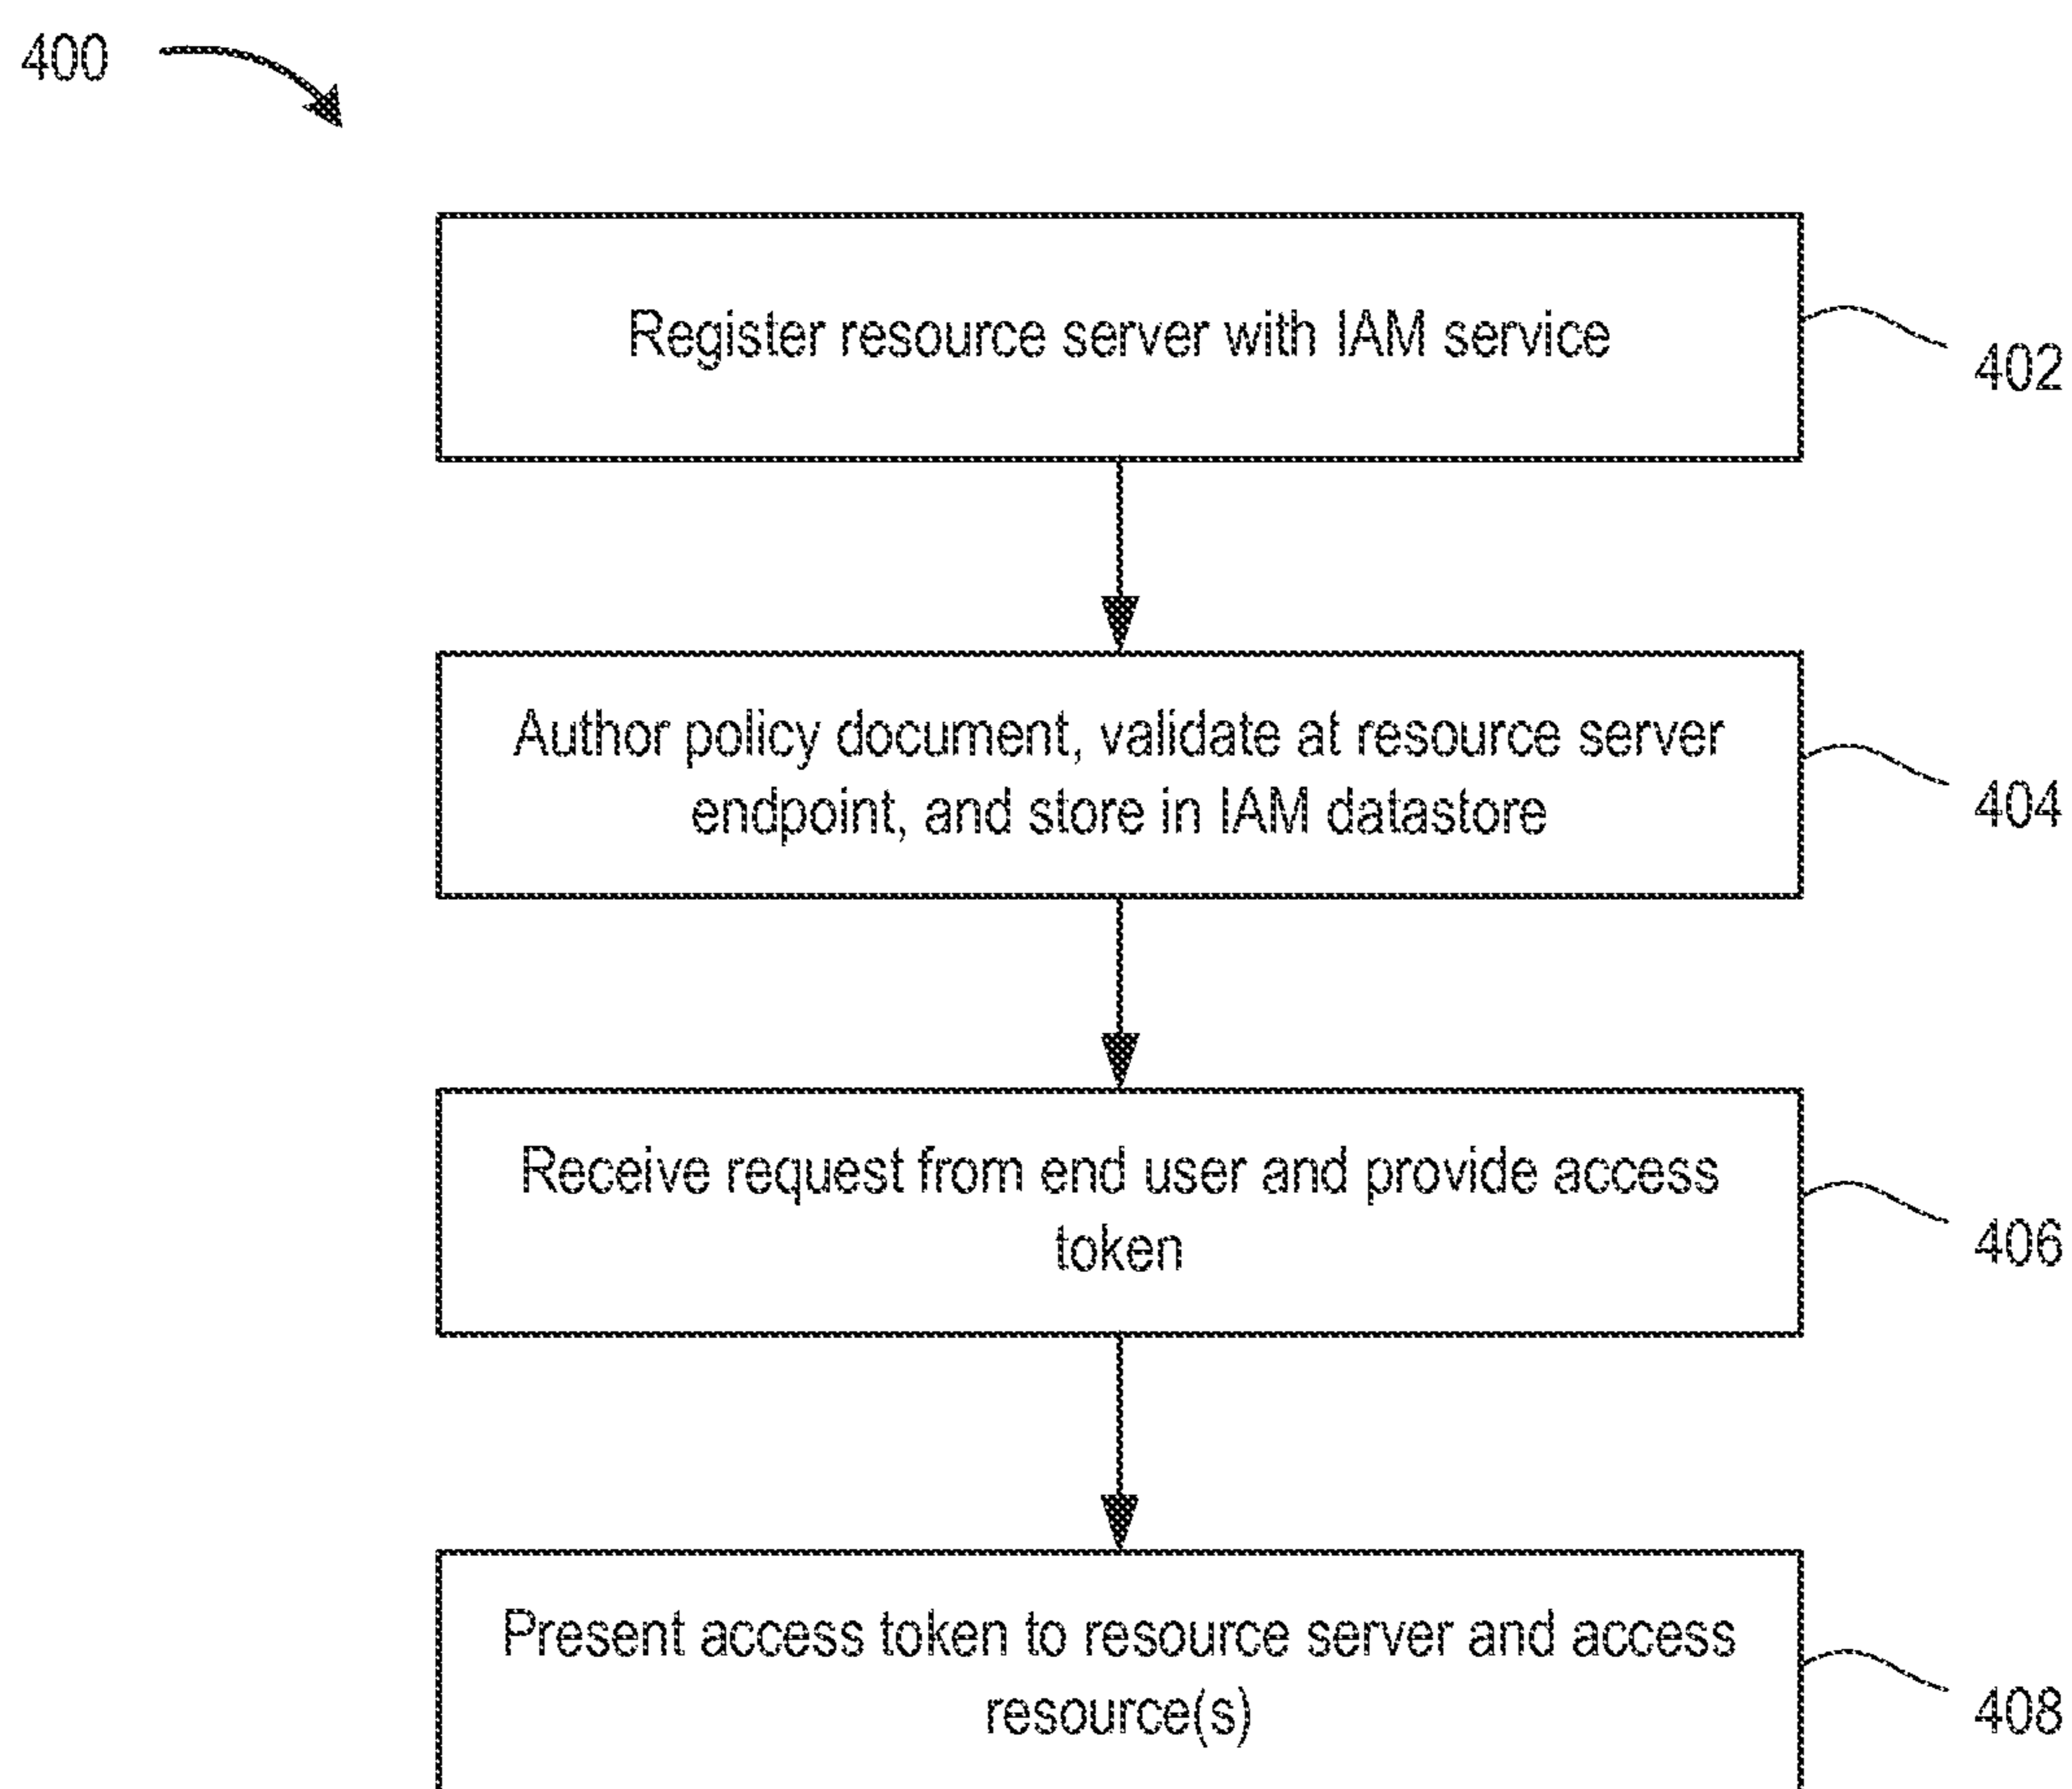 400
Register resource server with IAM service
402
Author policy document, validate at resource server
endpoint, and store in IAM datastore
404
Receive request from end user and provide access
token
406
Present access token to resource server and access
resource(s)
408